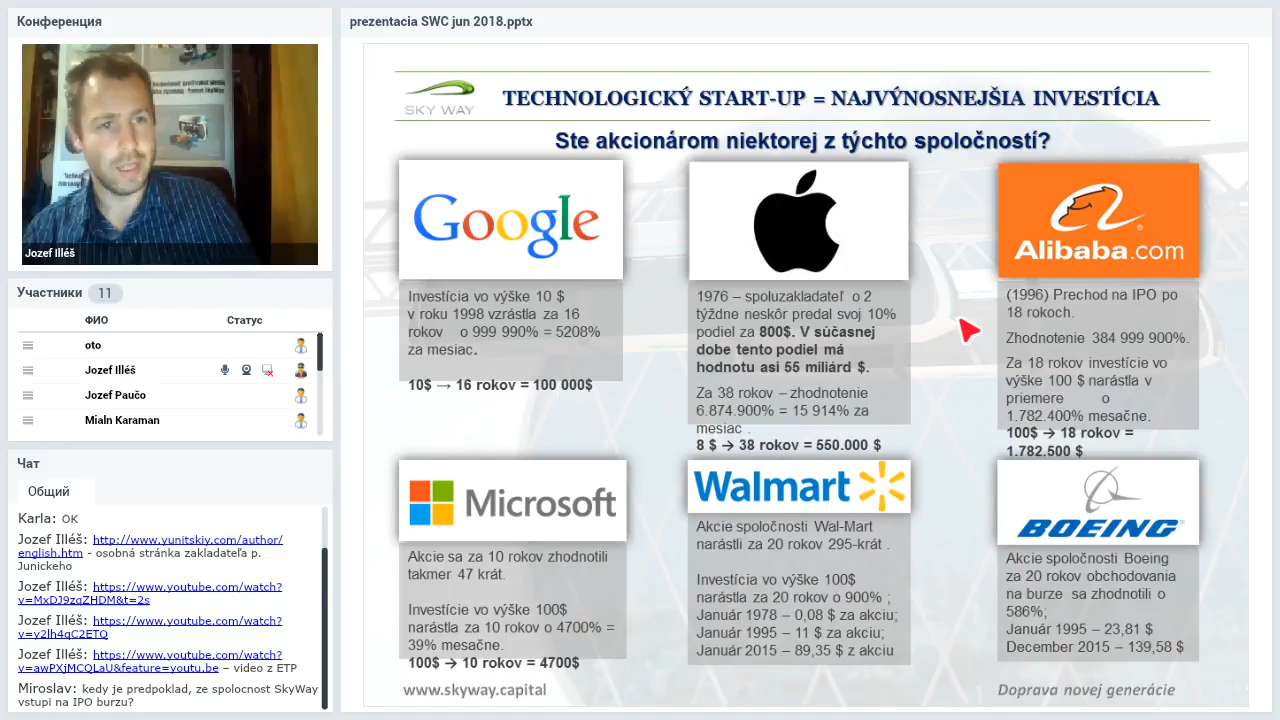 Конференция
Jozef Illéš
Участники 11
ФИО Статус
oto
Jozef Illéš
Jozef Paučo
Mialn Karaman
Чат
Общий
Karla: OK
Jozef Illéš: http://www.yunitskiy.com/author/
english.htm - osobná stránka zakladateľa p.
Junickeho
Jozef Illéš: https://www.youtube.com/watch?
v=MxDJ9zqZHDM&t=2s
Jozef Illéš: https://www.youtube.com/watch?
v=y2lh4qC2ETQ
Jozef Illéš: https://www.youtube.com/watch?
v=awPXjMCQLaU&feature=youtu.be – video z ETP
Miroslav: kedy je predpoklad, ze spolocnost SkyWay
vstupi na IPO burzu?
prezentacia SWC jun 2018.pptx
SKY WAY
TECHNOLOGICKÝ START-UP = NAJVÝNOSNEJŠIA INVESTÍCIA
Ste akcionárom niektorej z týchto spoločností?
Google
Investícia vo výške 10 $
v roku 1998 vzrástla za 16
rokov o 999 990% = 5208%
za mesiac.
10$ → 16 rokov = 100 000$
1976 – spoluzakladateľ o 2
týždne neskôr predal svoj 10%
podiel za 800$. V súčasnej
dobe tento podiel má
hodnotu asi 55 miliárd $.
Za 38 rokov – zhodnotenie
6.874.900% = 15 914% za
mesiac .
8 $ → 38 rokov = 550.000 $
Alibaba.com
(1996) Prechod na IPO po
18 rokoch.
Zhodnotenie 384 999 900%.
Za 18 rokov investície vo
výške 100 $ narástla v
priemere o
1.782.400% mesačne.
100$ → 18 rokov =
1.782.500 $
Microsoft
Akcie sa za 10 rokov zhodnotili
takmer 47 krát.
Investície vo výške 100$
narástla za 10 rokov o 4700% =
39% mesačne.
100$ → 10 rokov = 4700$
Walmart
Akcie spoločnosti Wal-Mart
narástli za 20 rokov 295-krát .
Investícia vo výške 100$
narástla za 20 rokov o 900% ;
Január 1978 – 0,08 $ za akciu;
Január 1995 – 11 $ za akciu;
Január 2015 – 89,35 $ z akciu
BOEING
Akcie spoločnosti Boeing
za 20 rokov obchodovania
na burze sa zhodnotili o
586%;
Január 1995 – 23,81 $
December 2015 – 139,58 $
www.skyway.capital
Doprava novej generácie